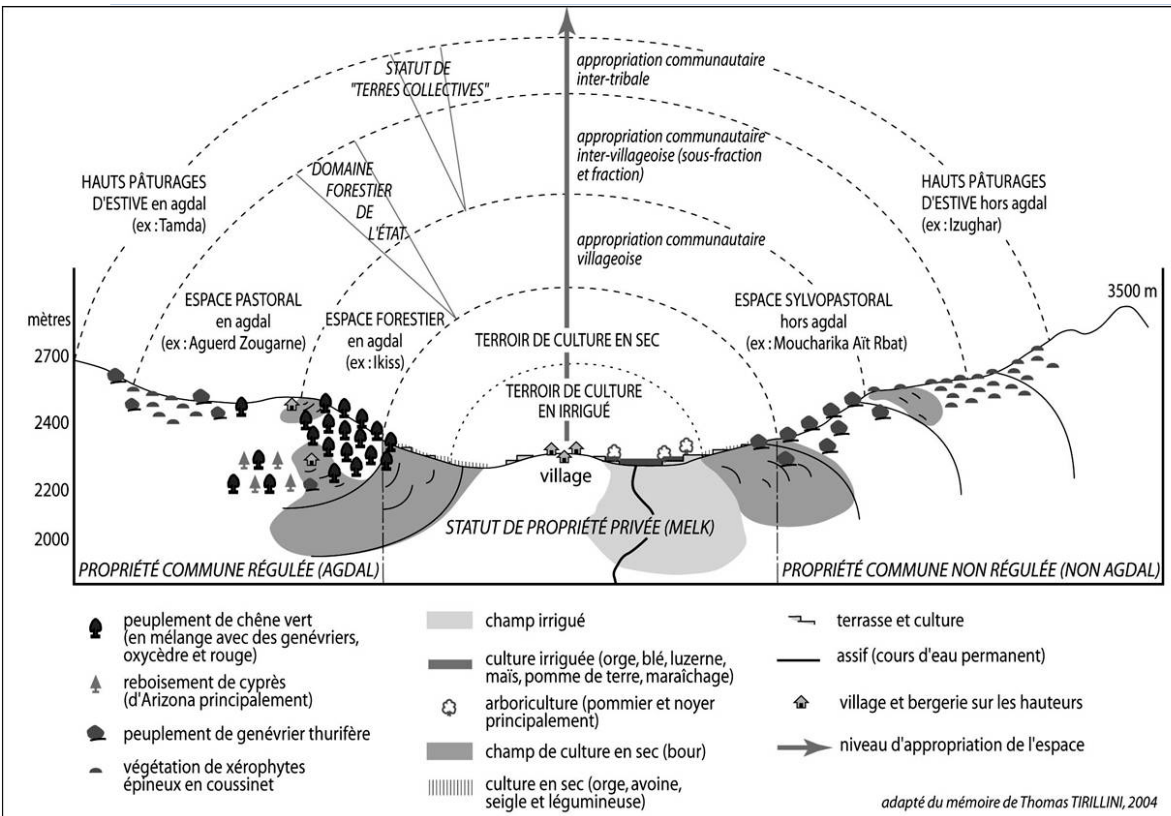 STATUT DE
"TERRES COLLECTIVES"
appropriation communautaire
inter-tribale
DOMAINE
FORESTIER
DE
L'ÉTAT
appropriation communautaire
inter-villageoise (sous-fraction
et fraction)
HAUTS PÂTURAGES
D'ESTIVE en agdal
(ex : Tamda)
HAUTS PÂTURAGES
D'ESTIVE hors agdal
(ex : Izughar)
appropriation communautaire
villageoise
ESPACE PASTORAL
en agdal
(ex : Aguerd Zougarne)
ESPACE FORESTIER
en agdal
(ex : Ikiss)
ESPACE SYLVOPASTORAL
hors agdal
(ex : Moucharika Aït Rbat)
3500 m
mètres
2700
2400
2200
2000
TERROIR DE CULTURE EN SEC
TERROIR DE CULTURE
EN IRRIGUÉ
village
STATUT DE PROPRIÉTÉ PRIVÉE (MELK)
PROPRIÉTÉ COMMUNE RÉGULÉE (AGDAL)
PROPRIÉTÉ COMMUNE NON RÉGULÉE (NON AGDAL)
peuplement de chêne vert
(en mélange avec des genévriers,
oxycèdre et rouge)
reboisement de cyprès
(d'Arizona principalement)
peuplement de genévrier thurifère
végétation de xérophytes
épineux en coussinet
champ irrigué
culture irriguée (orge, blé, luzerne,
maïs, pomme de terre, maraîchage)
arboriculture (pommier et noyer
principalement)
champ de culture en sec (bour)
culture en sec (orge, avoine,
seigle et légumineuse)
terrasse et culture
assif (cours d'eau permanent)
village et bergerie sur les hauteurs
niveau d'appropriation de l'espace
adapté du mémoire de Thomas TIRILLINI, 2004